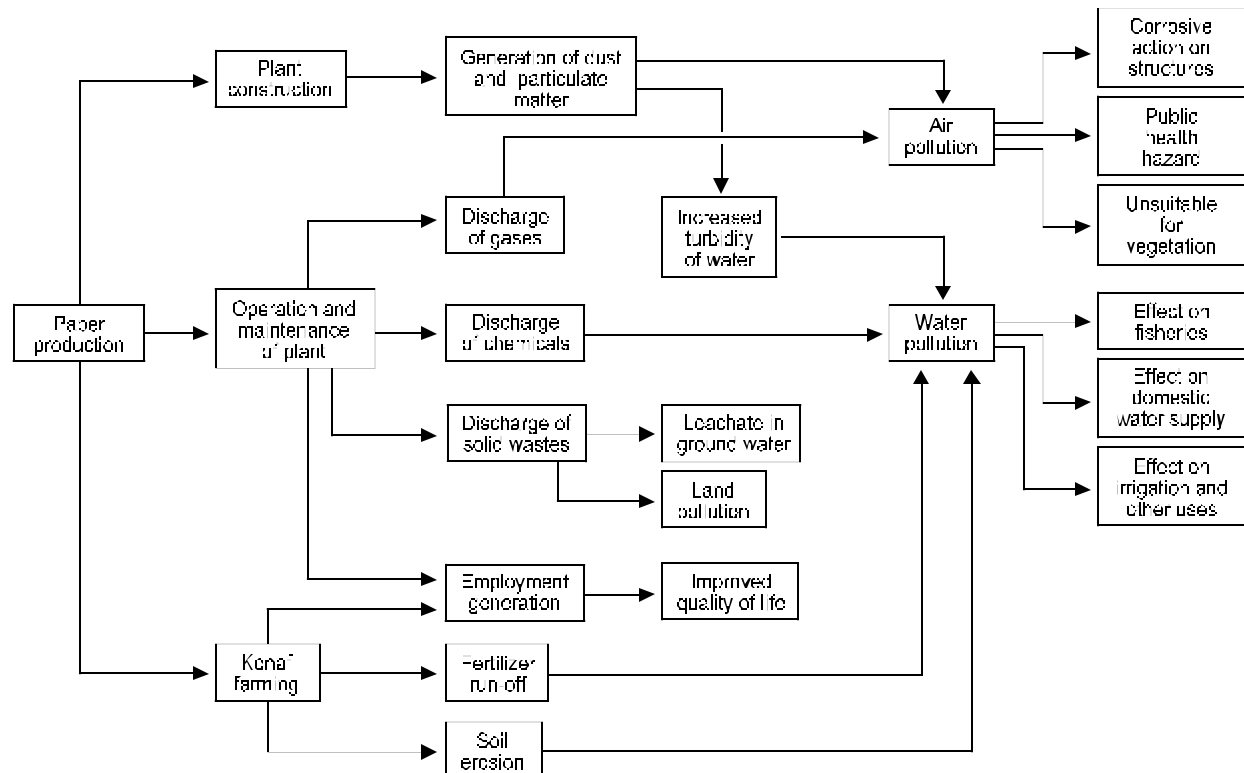 Plant
construction
Generation of dust
and particulate
matter
Corrosive
action on
structures
Air
pollution
Public
health
hazard
Discharge
of gases
Increased
turbidity
of water
Unsuitable
for
vegetation
Paper
production
Operation and
maintenance
of plant
Discharge
of chemicals
Water
pollution
Effect on
fisheries
Effect on
domestic
water supply
Discharge of
solid wastes
Leachate in
ground water
Land
pollution
Effect on
irrigation and
other uses
Employment
generation
Improved
quality of life
Kenaf
farming
Fertilizer
run-off
Soil
erosion